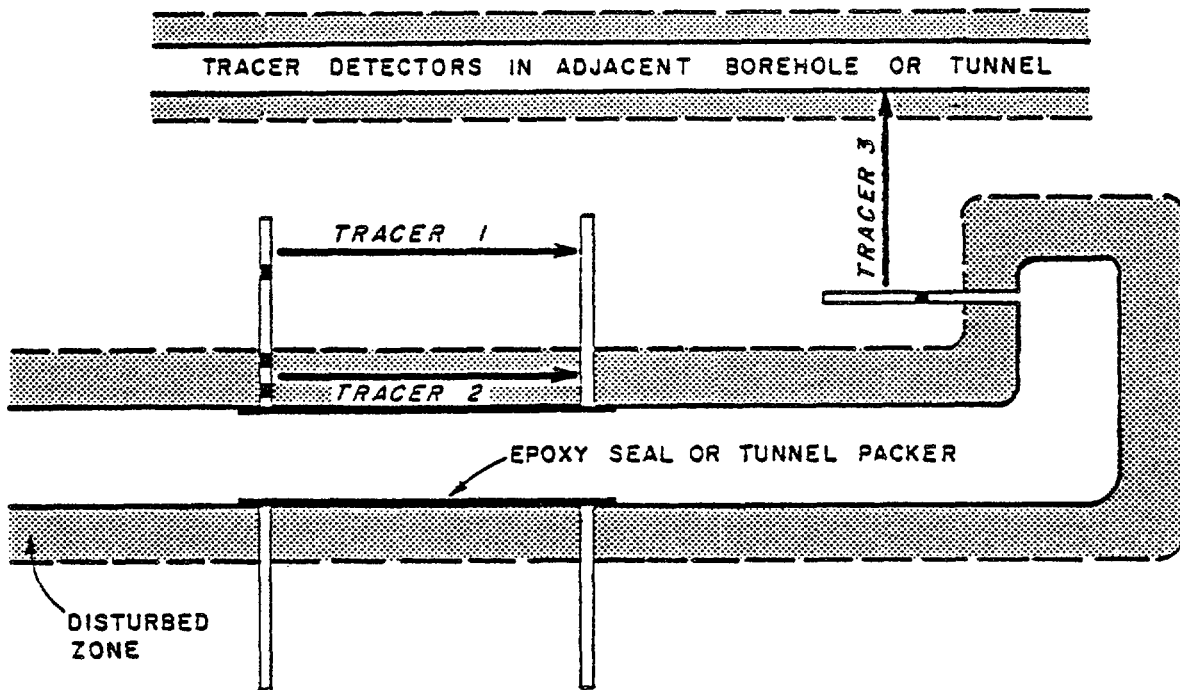 TRACER DETECTORS IN ADJACENT BOREHOLE OR TUNNEL
TRACER 3
TRACER 1
TRACER 2
EPOXY SEAL OR TUNNEL PACKER
DISTURBED
ZONE